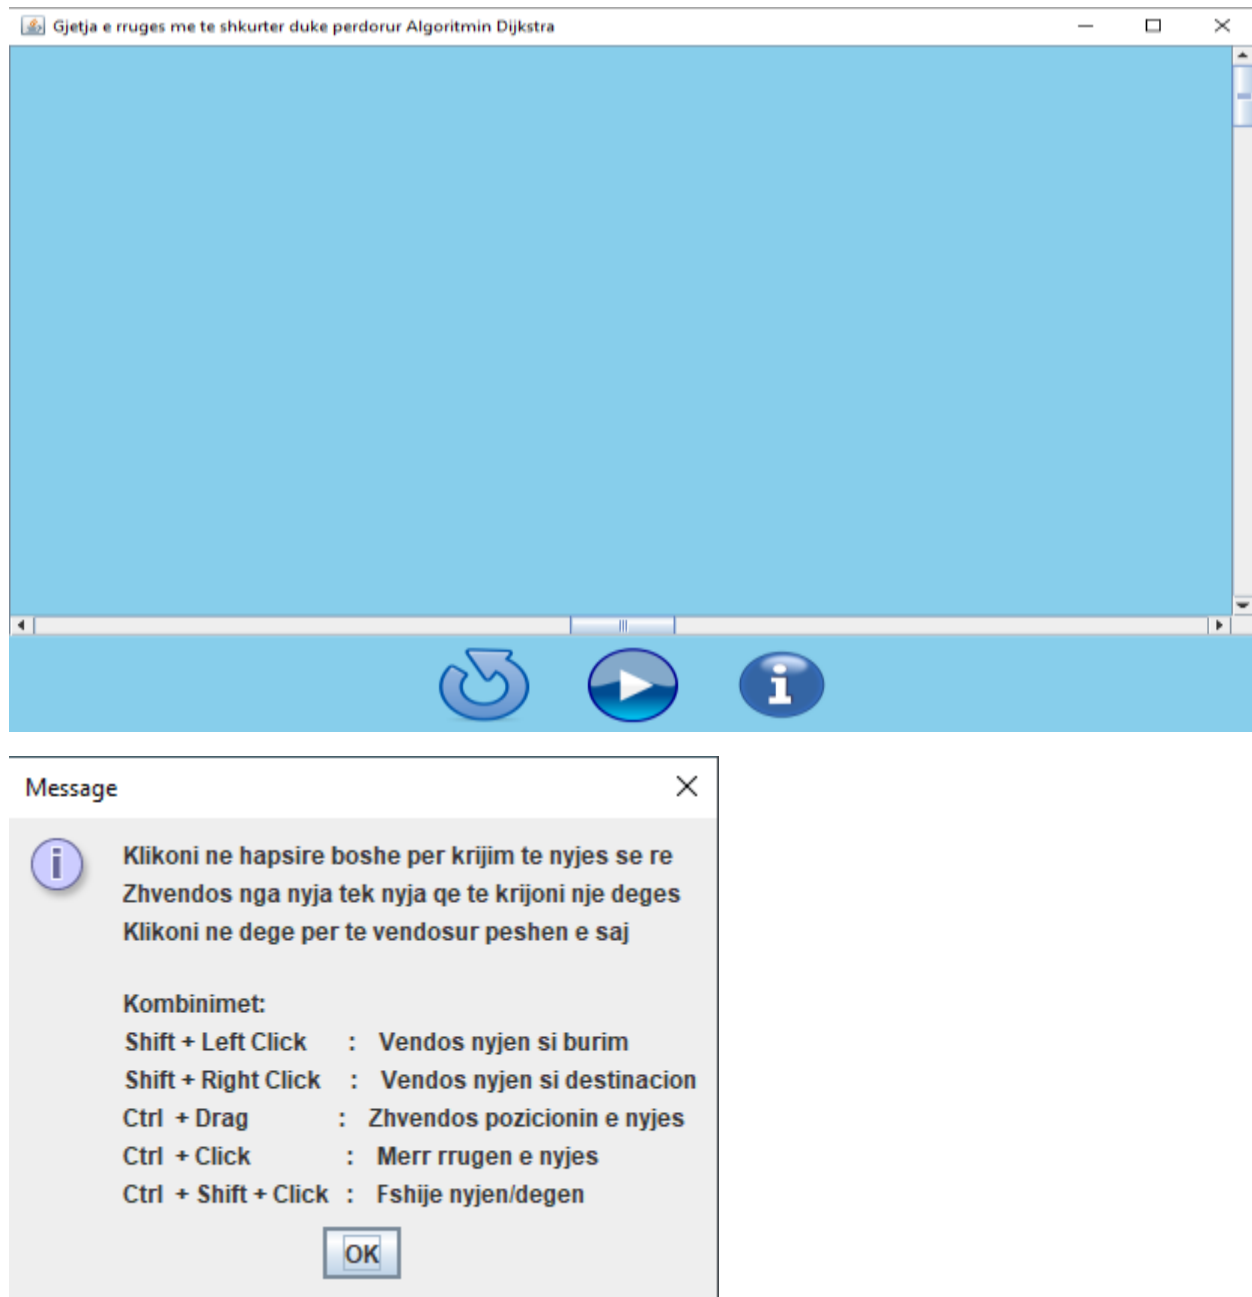 Gjetja e rruges me te shkurter duke perdorur Algoritmin Dijkstra
Message
Klikoni ne hapsire boshe per krijim te nyjes se re
Zhvendos nga nyja tek nyja qe te krijoni nje deges
Klikoni ne dege per te vendosur peshen e saj
Kombinimet:
Shift + Left Click : Vendos nyjen si burim
Shift + Right Click : Vendos nyjen si destinacion
Ctrl + Drag : Zhvendos pozicionin e nyjes
Ctrl + Click : Merr rrugen e nyjes
Ctrl + Shift + Click : Fshije nyjen/degen
OK